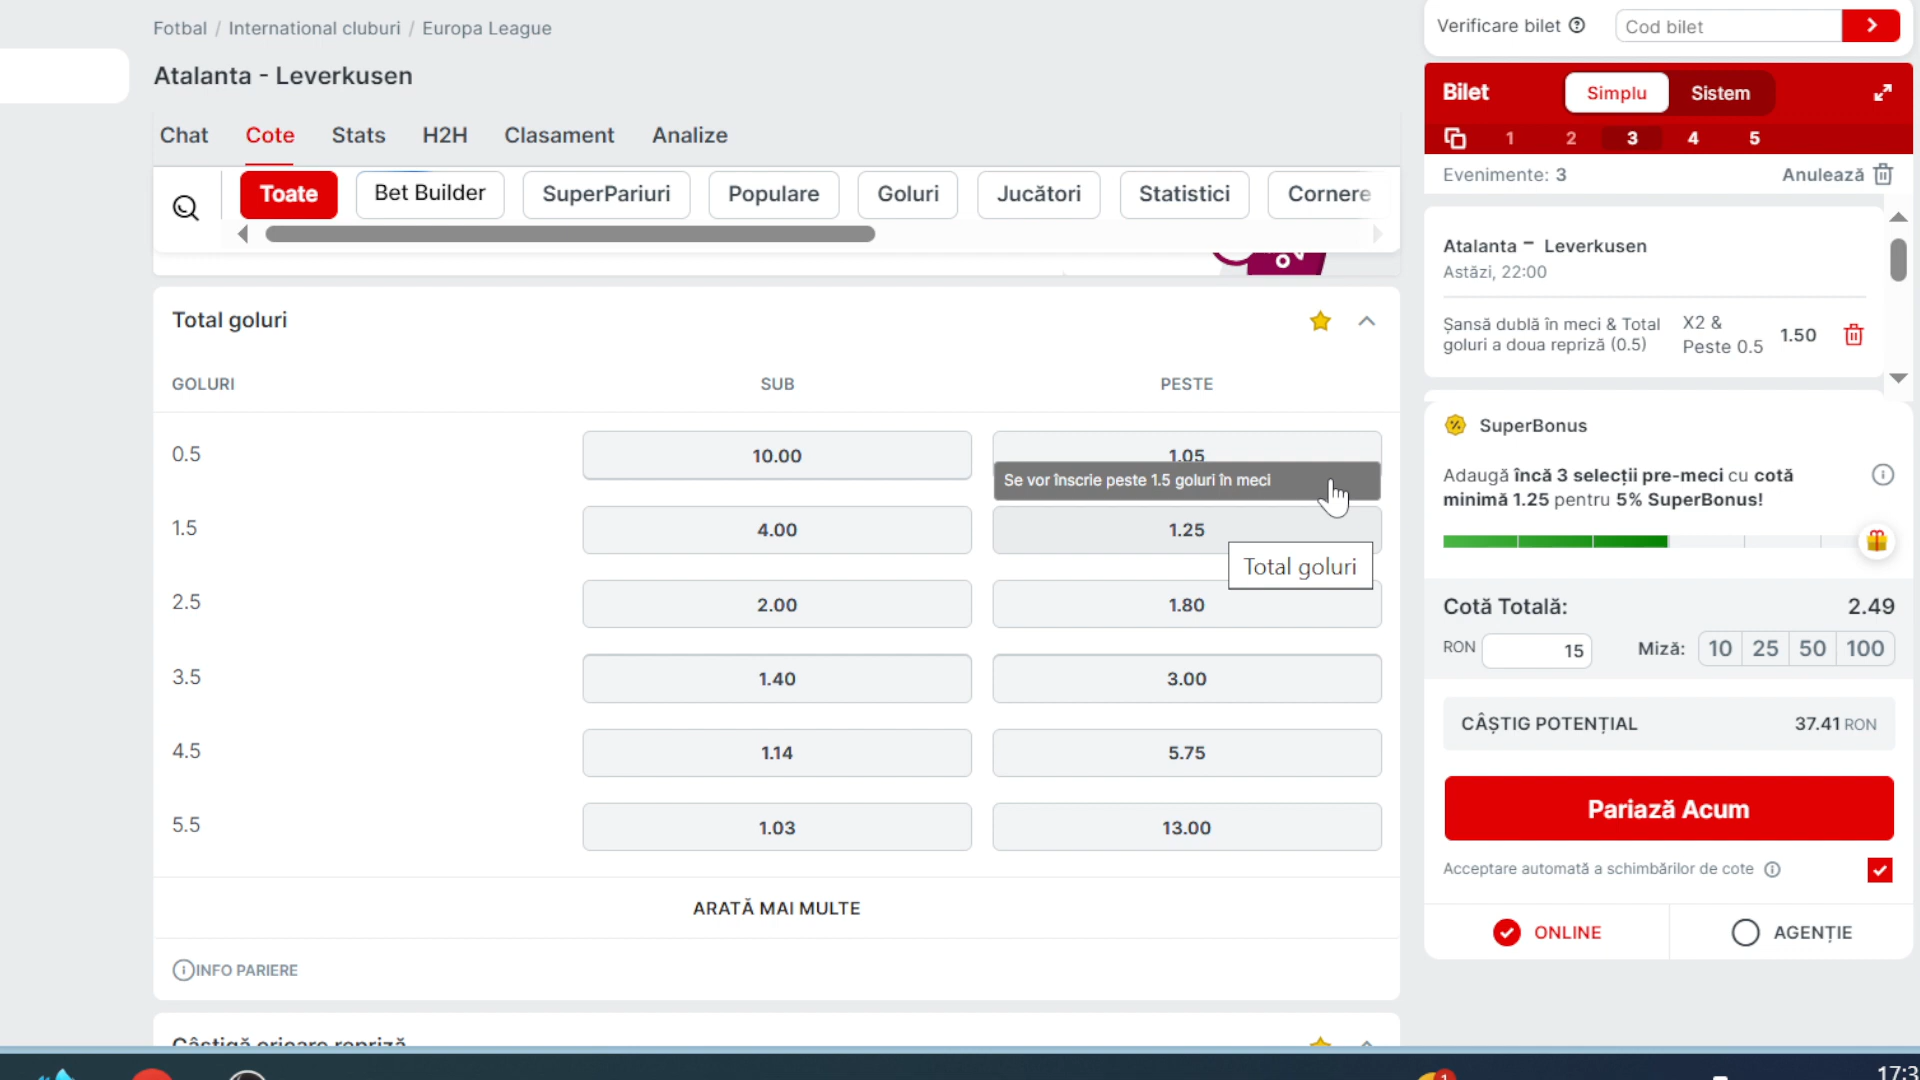 Fotbal / International cluburi / Europa League
Atalanta - Leverkusen
Chat Cote Stats H2H Clasament Analize
Toate Bet Builder SuperPariuri Populare Goluri Jucători Statistici Cornere
Total goluri
GOLURI SUB PESTE
0.5 10.00 1.05
Se vor înscrie peste 1.5 goluri în meci
1.5 4.00 1.25
Total goluri
2.5 2.00 1.80
3.5 1.40 3.00
4.5 1.14 5.75
5.5 1.03 13.00
ARATĂ MAI MULTE
INFO PARIERE
Câștigă oricare repriză
Verificare bilet Cod bilet
Bilet Simplu Sistem
1 2 3 4 5
Evenimente: 3 Anulează
Atalanta - Leverkusen
Astăzi, 22:00
Șansă dublă în meci & Total
goluri a doua repriză (0.5)
X2 &
Peste 0.5
1.50
SuperBonus
Adaugă încă 3 selecții pre-meci cu cotă
minimă 1.25 pentru 5% SuperBonus!
Cotă Totală: 2.49
RON 15 Miză: 10 25 50 100
CÂȘTIG POTENȚIAL 37.41 RON
Pariază Acum
Acceptare automată a schimbărilor de cote
ONLINE AGENȚIE
1